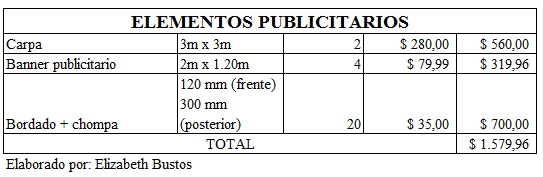 ELEMENTOS PUBLICITARIOS
Carpa 3m x 3m 2 $ 280,00 $ 560,00
Banner publicitario 2m x 1.20m 4 $ 79,99 $ 319,96
120 mm (frente)
300 mm
Bordado + chompa (posterior) 20 $ 35,00 $ 700,00
TOTAL $ 1.579,96
Elaborado por: Elizabeth Bustos